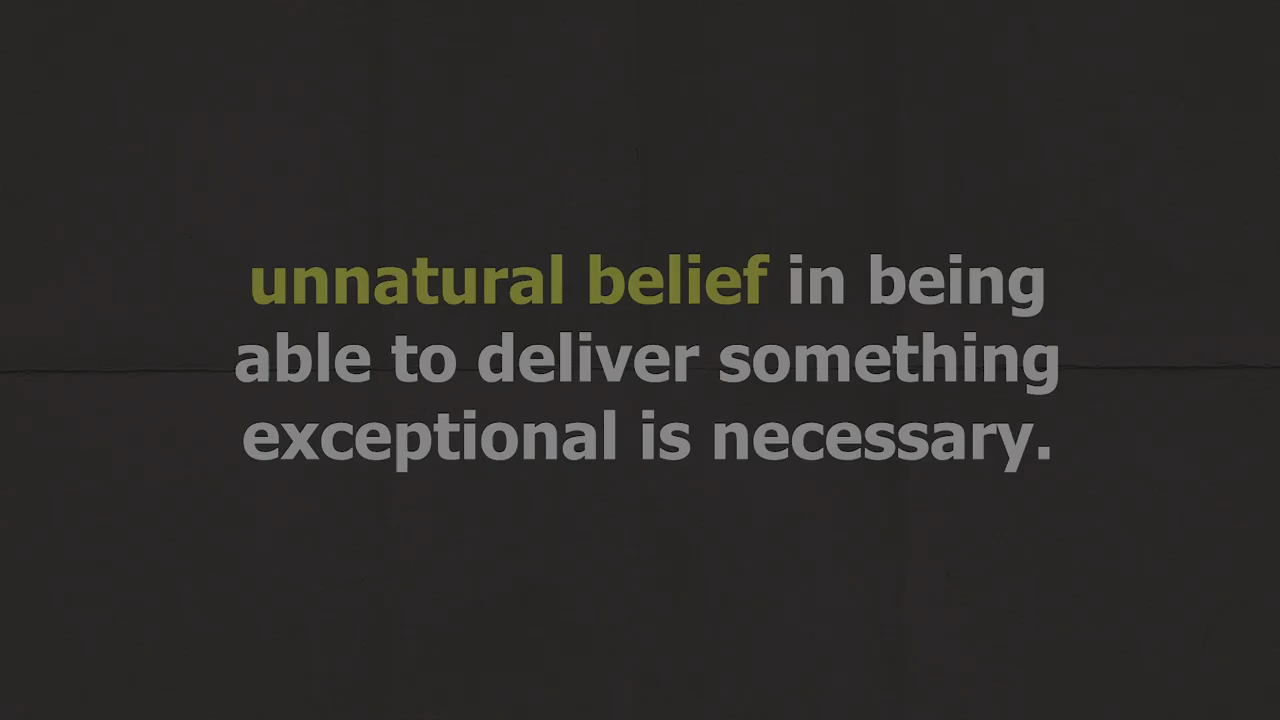 unnatural belief in being
able to deliver something
exceptional is necessary.